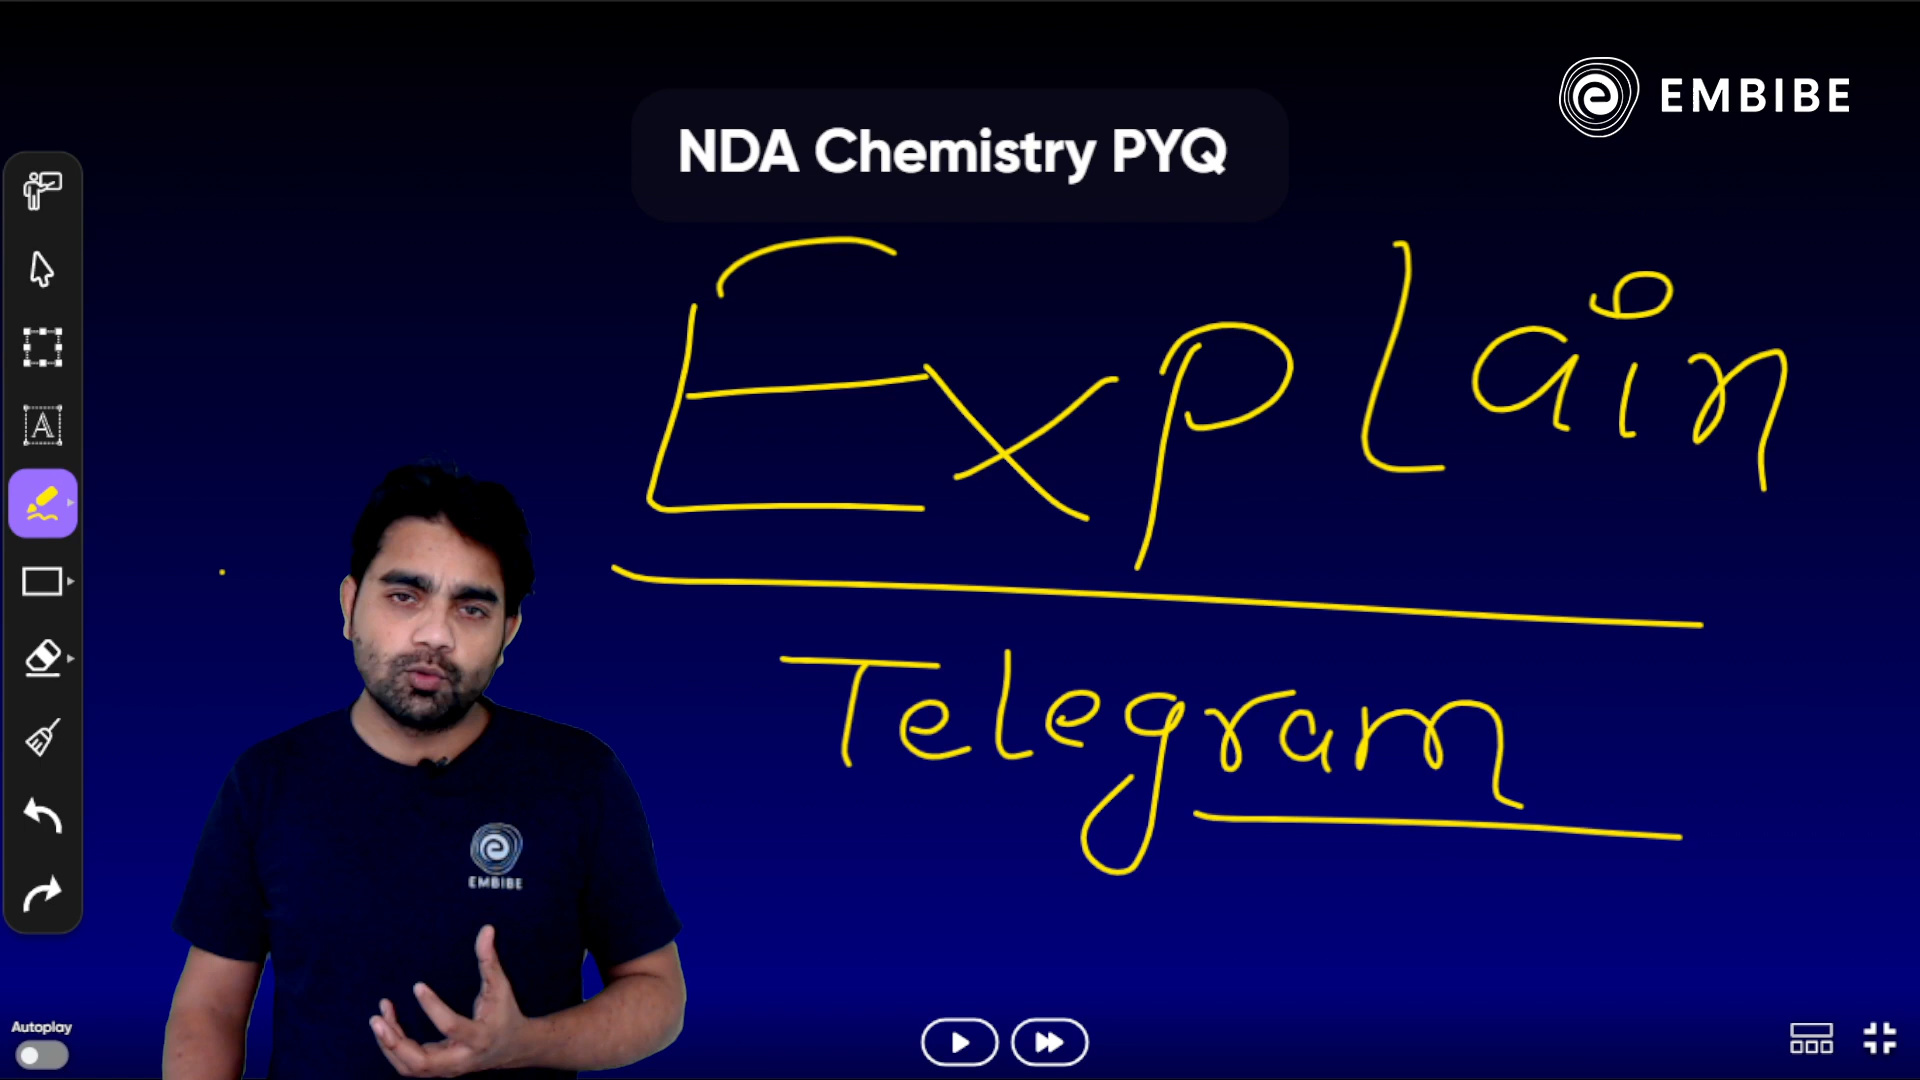 EMBIBE
NDA Chemistry PYQ
Explain
Telegram
A
EMBIBE
Autoplay